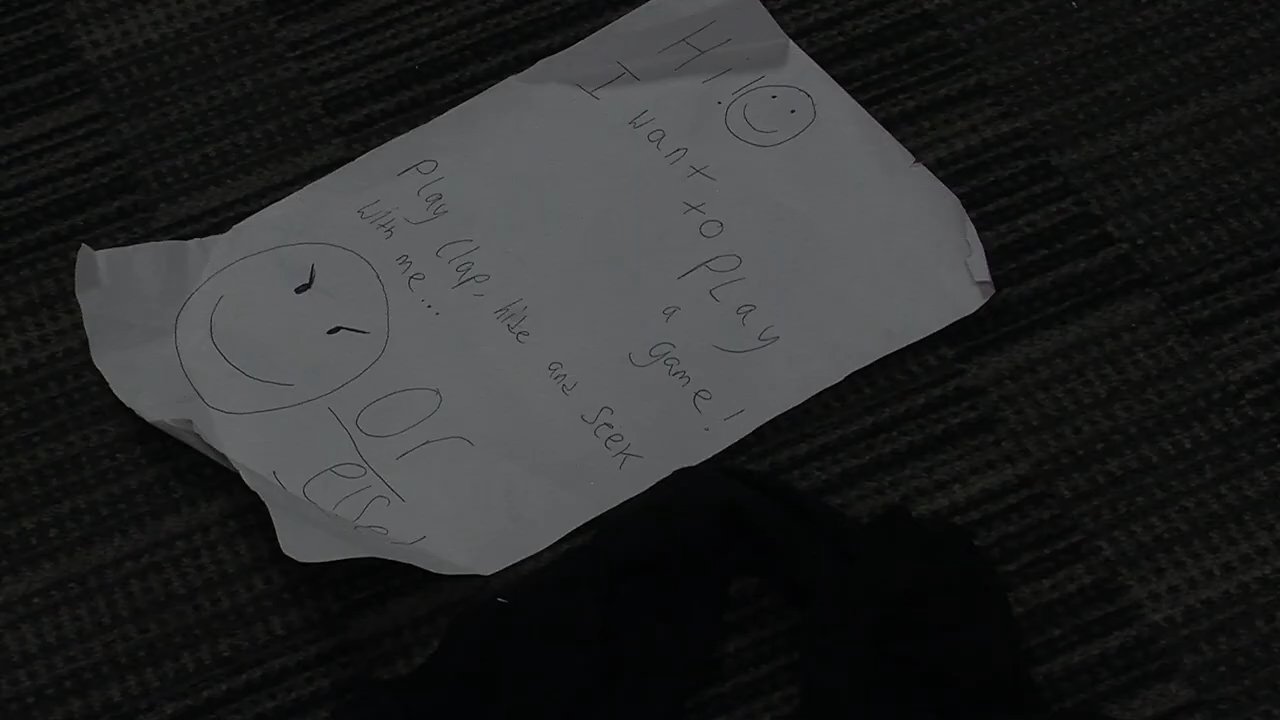 Hi!
I want to PLay
a game!
Play Clap, hide and Seek
with me...
Or
else